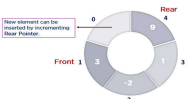 Rear
0
4
New element can be
inserted by incrementing
Rear Pointer.
9
Front
1
3
1
3
-2